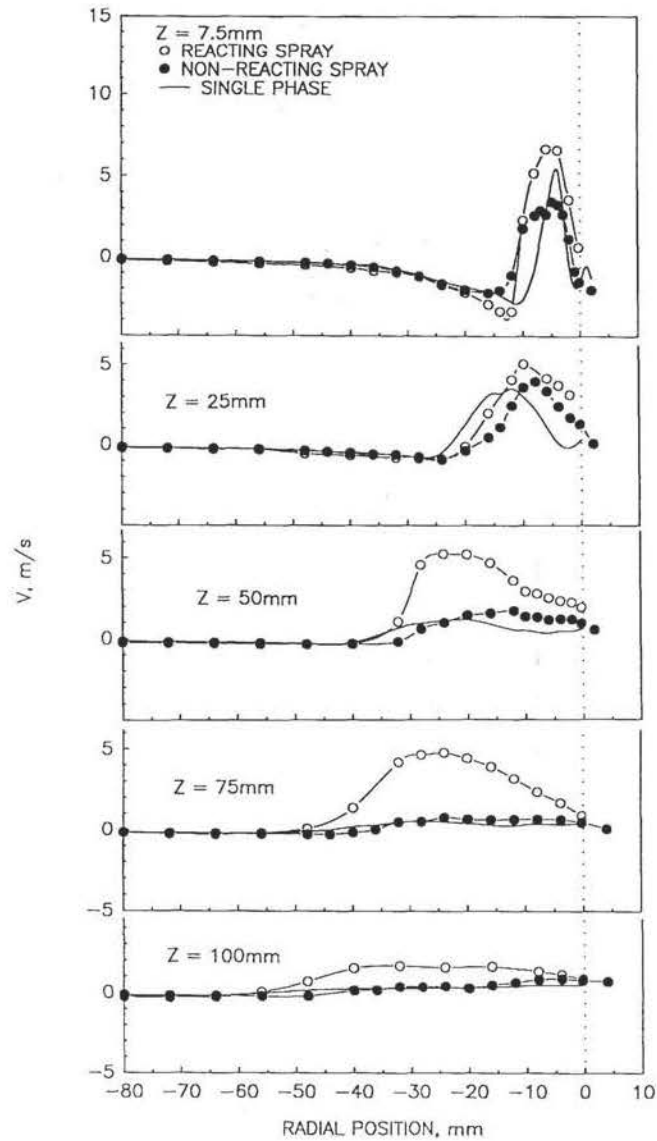 15
Z = 7.5mm
○ REACTING SPRAY
● NON-REACTING SPRAY
— SINGLE PHASE
10
5
0
5
Z = 25mm
0
V, m/s
5
Z = 50mm
0
5
Z = 75mm
0
−5
5
Z = 100mm
0
−5
−80 −70 −60 −50 −40 −30 −20 −10 0 10
RADIAL POSITION, mm